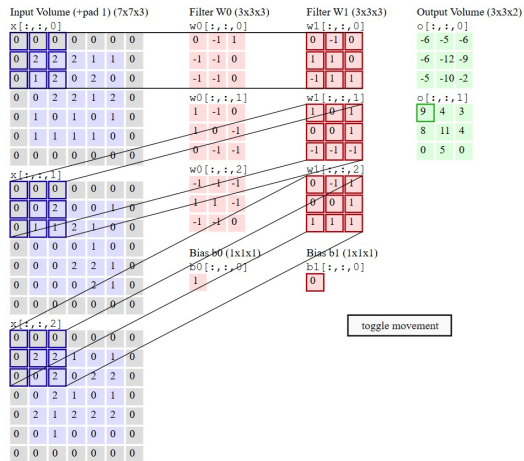 Input Volume (+pad 1) (7x7x3)
x[:,:,0]
0 0 0 0 0 0 0
0 2 2 2 1 1 0
0 1 2 0 2 0 0
0 0 2 2 1 2 0
0 1 0 1 0 1 0
0 1 1 1 1 0 0
0 0 0 0 0 0 0
x[:,:,1]
0 0 0 0 0 0 0
0 0 2 0 0 1 0
0 1 1 2 1 0 0
0 0 0 0 1 0 0
0 0 0 2 2 1 0
0 0 0 0 2 1 0
0 0 0 0 0 0 0
x[:,:,2]
0 0 0 0 0 0 0
0 2 2 1 0 1 0
0 0 2 0 2 2 0
0 0 2 1 0 1 0
0 2 1 2 2 2 0
0 0 1 0 0 0 0
0 0 0 0 0 0 0
Filter W0 (3x3x3)
w0[:,:,0]
0 -1 1
-1 -1 0
-1 -1 0
w0[:,:,1]
1 -1 0
1 0 -1
0 1 -1
w0[:,:,2]
-1 1 -1
1 1 -1
-1 -1 0
Bias b0 (1x1x1)
b0[:,:,0]
1
Filter W1 (3x3x3)
w1[:,:,0]
0 -1 0
1 1 0
-1 1 0
w1[:,:,1]
1 0 1
0 0 1
-1 1 -1
w1[:,:,2]
0 -1 1
0 0 1
1 1 1
Bias b1 (1x1x1)
b1[:,:,0]
0
Output Volume (3x3x2)
o[:,:,0]
-6 -5 -6
-6 -12 -9
-5 -10 -2
o[:,:,1]
9 4 3
8 11 4
0 5 0
toggle movement